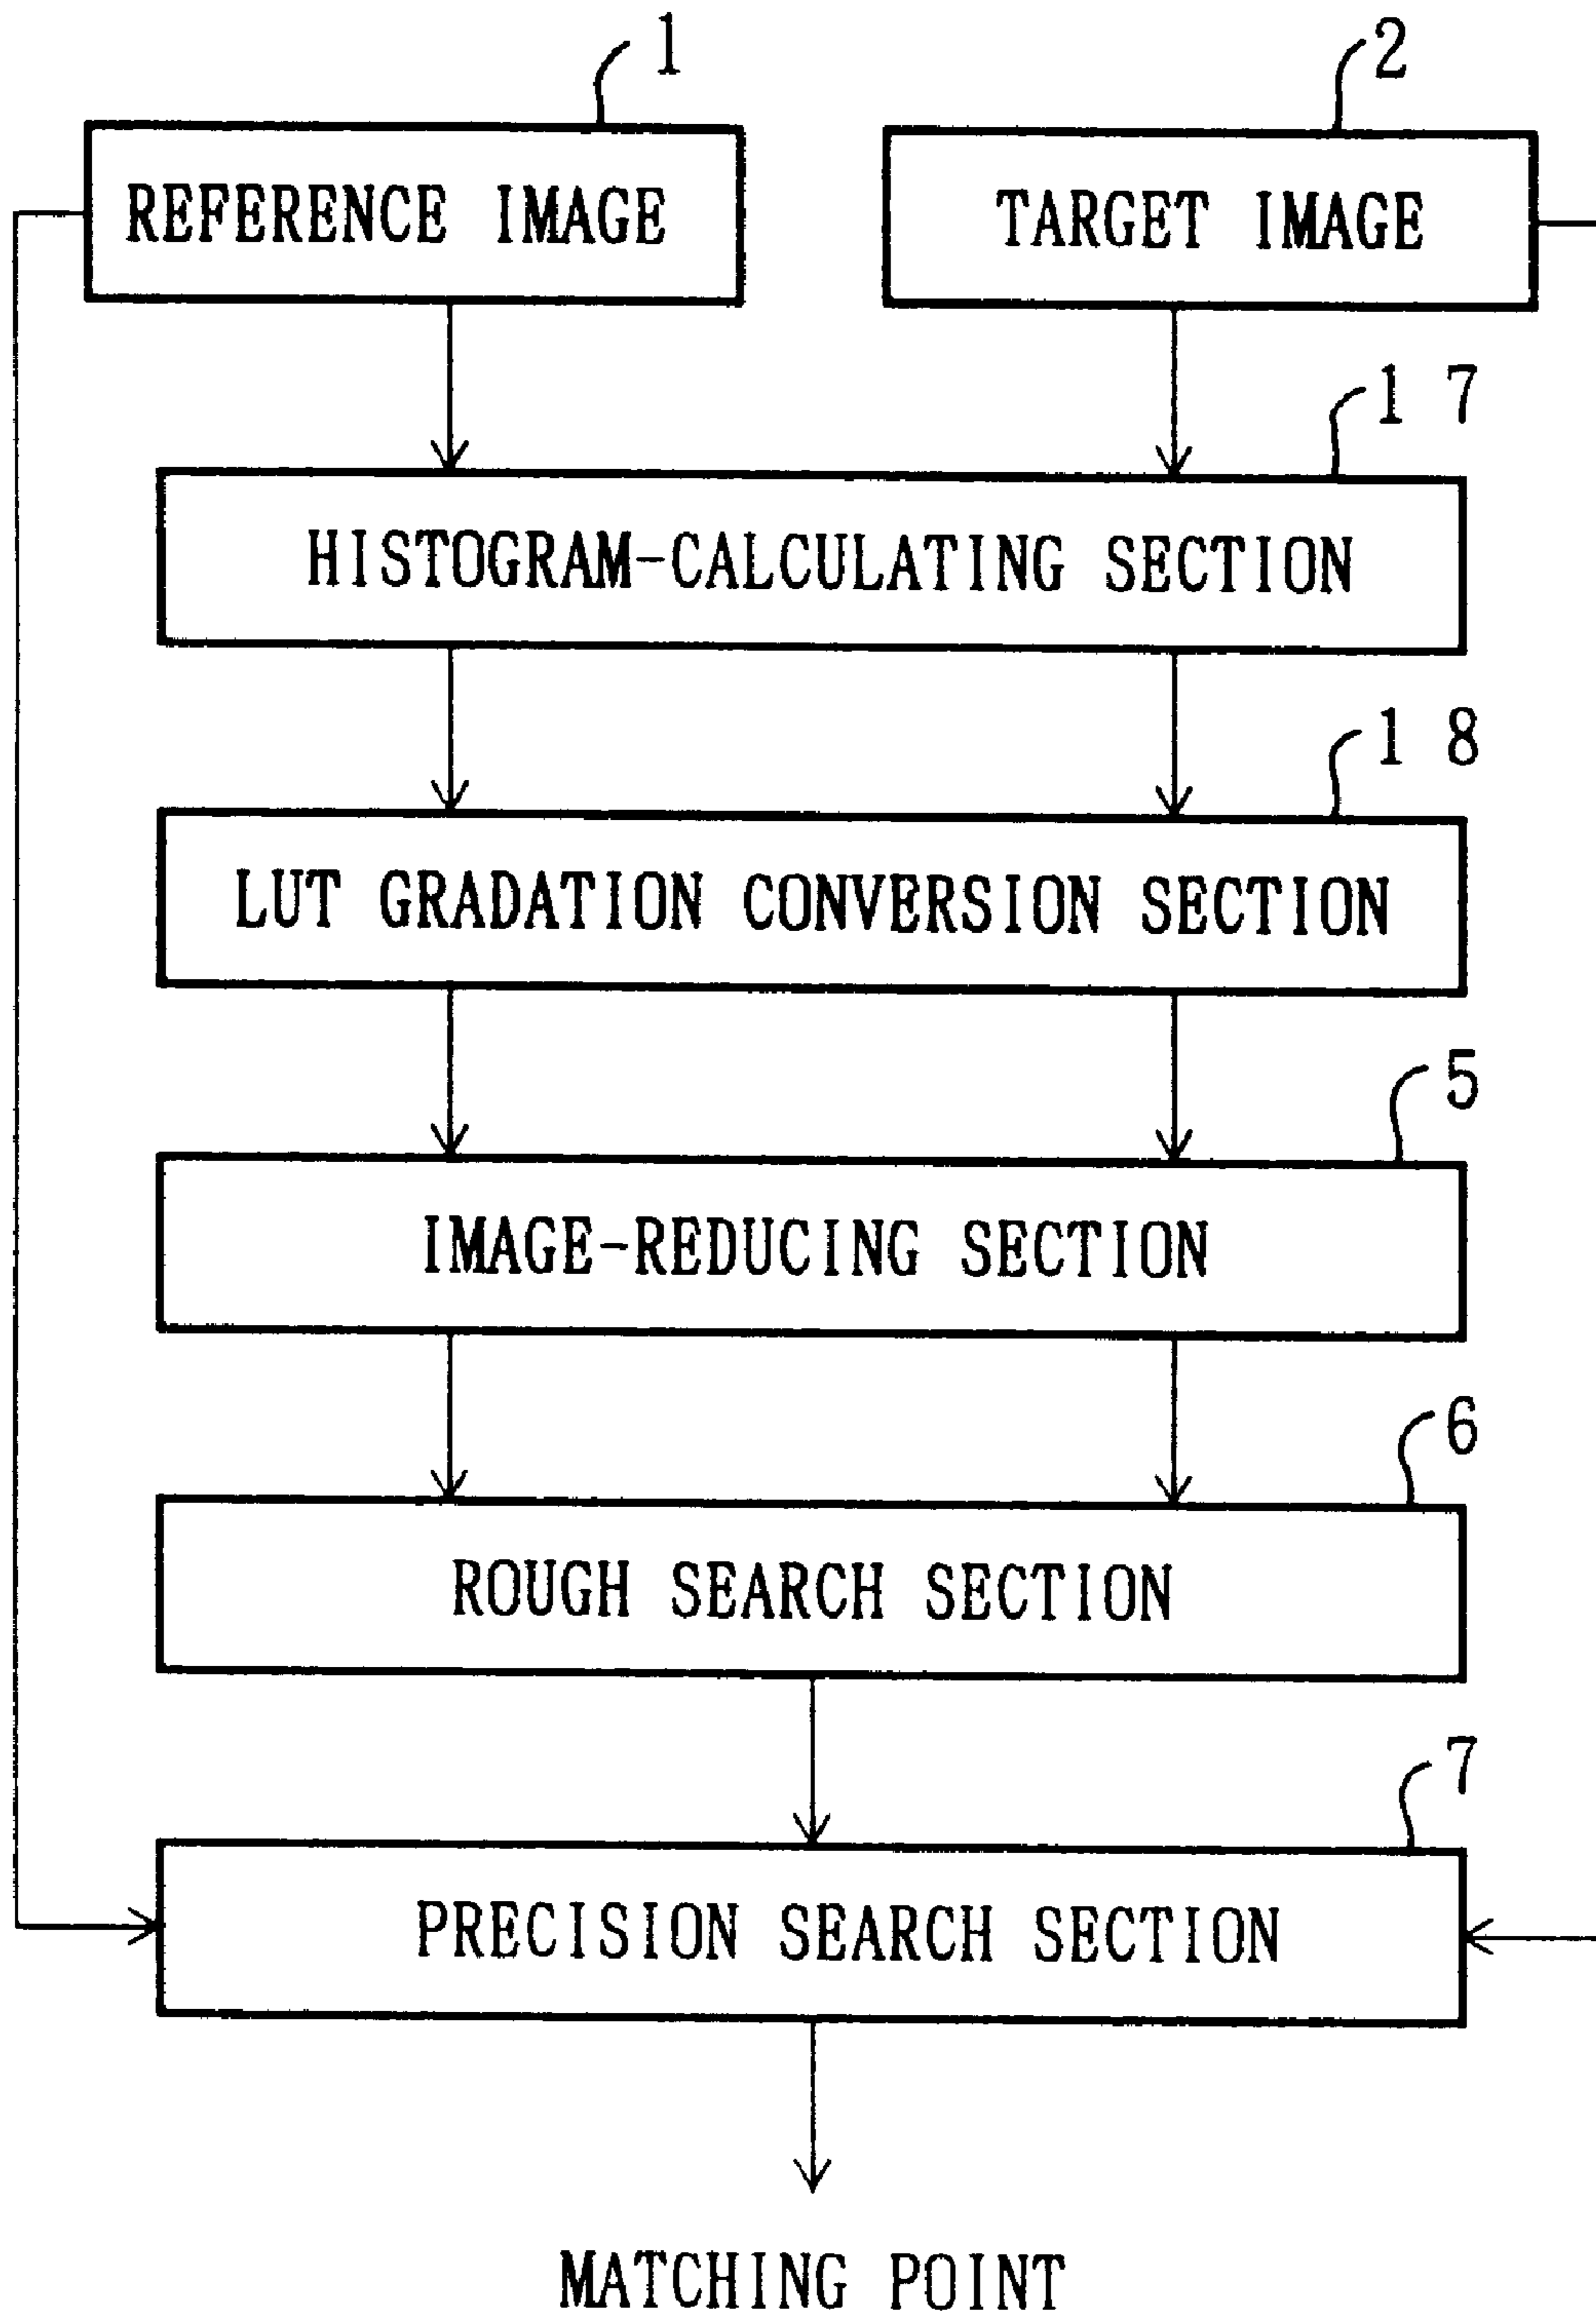 1
2
REFERENCE IMAGE
TARGET IMAGE
1 7
HISTOGRAM-CALCULATING SECTION
1 8
LUT GRADATION CONVERSION SECTION
5
IMAGE-REDUCING SECTION
6
ROUGH SEARCH SECTION
7
PRECISION SEARCH SECTION
MATCHING POINT